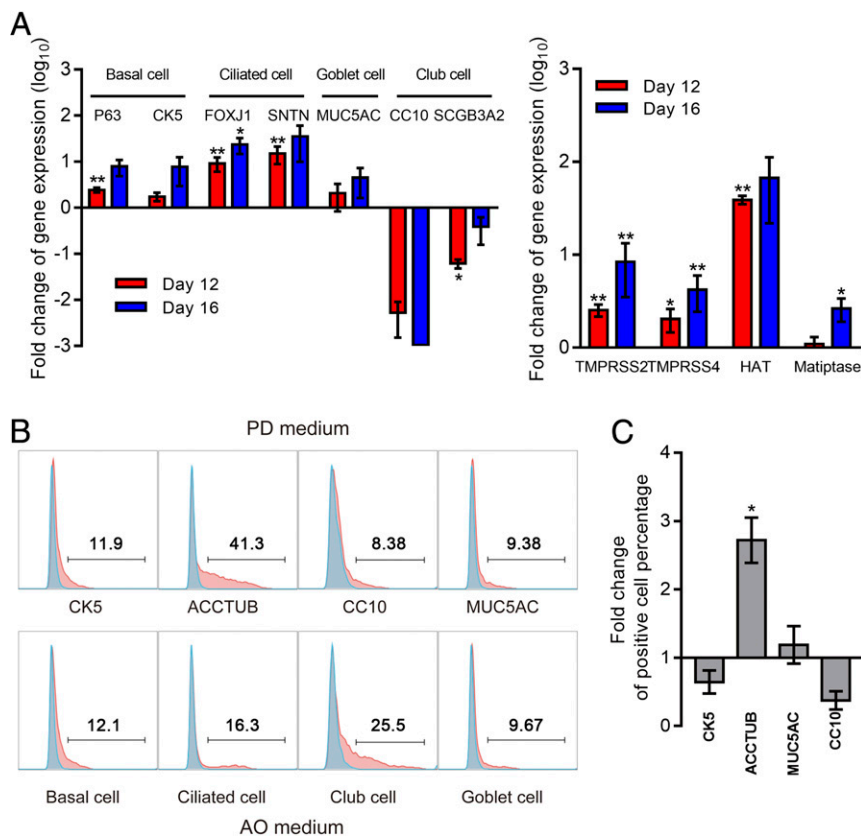 A
Fold change of gene expression (log10)
3
2
1
0
-1
-2
-3
Basal cell
Ciliated cell
Goblet cell
Club cell
P63
CK5
FOXJ1
SNTN
MUC5AC
CC10
SCGB3A2
**
**
*
**
*
Day 12
Day 16
Fold change of gene expression (log10)
3
2
1
0
Day 12
Day 16
**
**
*
**
**
*
TMPRSS2
TMPRSS4
HAT
Matiptase
B
PD medium
11.9
41.3
8.38
9.38
CK5
ACCTUB
CC10
MUC5AC
12.1
16.3
25.5
9.67
Basal cell
Ciliated cell
Club cell
Goblet cell
AO medium
C
Fold change
of positive cell percentage
4
3
2
1
0
*
CK5
ACCTUB
MUC5AC
CC10